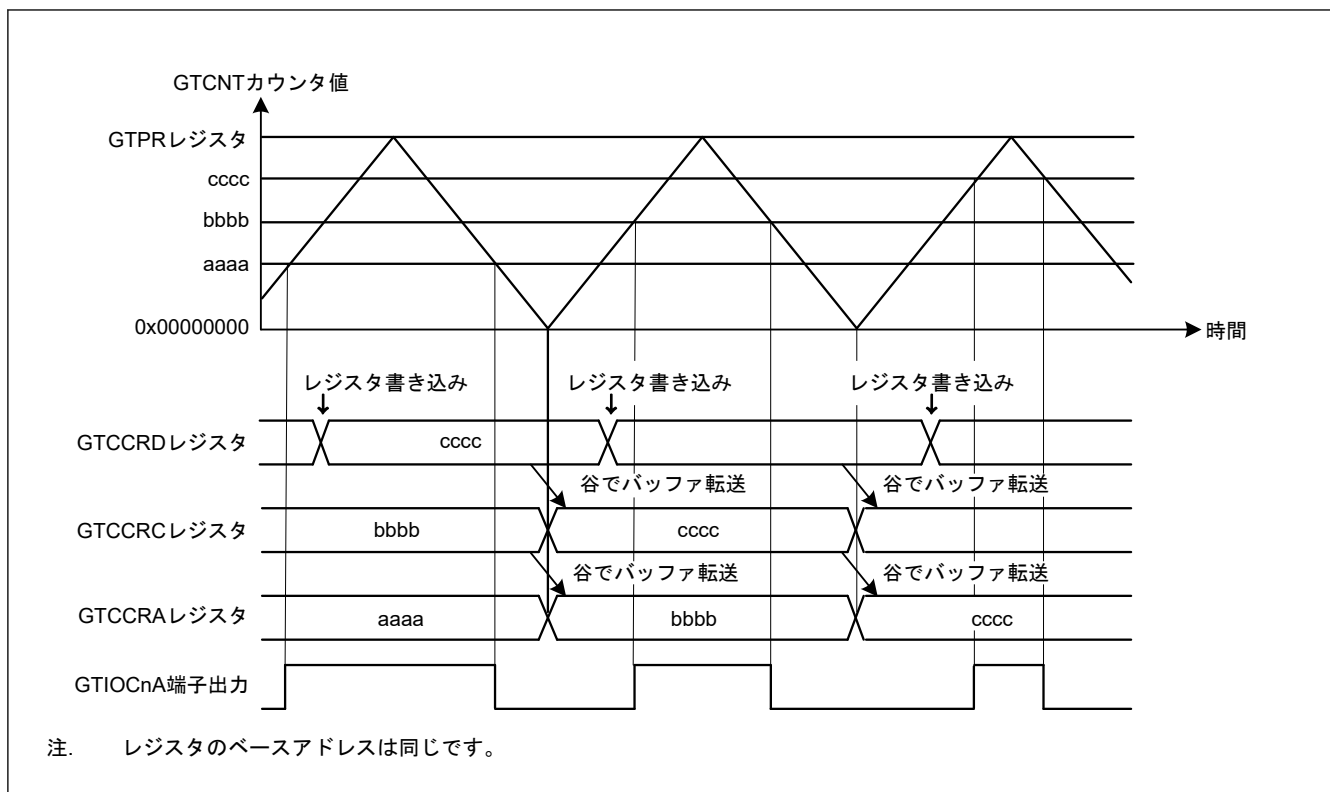 GTCNTカウンタ値
GTPRレジスタ
cccc
bbbb
aaaa
0x00000000
時間
レジスタ書き込み レジスタ書き込み レジスタ書き込み
GTCCRDレジスタ cccc
谷でバッファ転送 谷でバッファ転送
GTCCRCレジスタ bbbb cccc
谷でバッファ転送 谷でバッファ転送
GTCCRAレジスタ aaaa bbbb cccc
GTIOCnA端子出力
注. レジスタのベースアドレスは同じです。